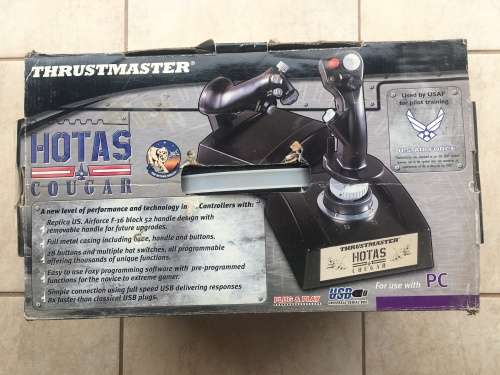 THRUSTMASTER®
HOTAS
COUGAR
Used by USAF
for pilot training
U.S. AIR FORCE
A new level of performance and technology in Controllers with:
Replica US. Airforce F-16 block 52 handle design with
removable handle for future upgrades.
Full metal casing including base, handle and buttons.
28 buttons and multiple hat switches, all programmable
offering thousands of unique functions.
Easy to use Foxy programming software with pre-programmed
functions for the novice to extreme gamer.
Simple connection using full speed USB delivering responses
8x faster than classical USB plugs.
THRUSTMASTER
HOTAS
COUGAR
PLUG & PLAY
USB
UNIVERSAL SERIAL BUS
For use with PC